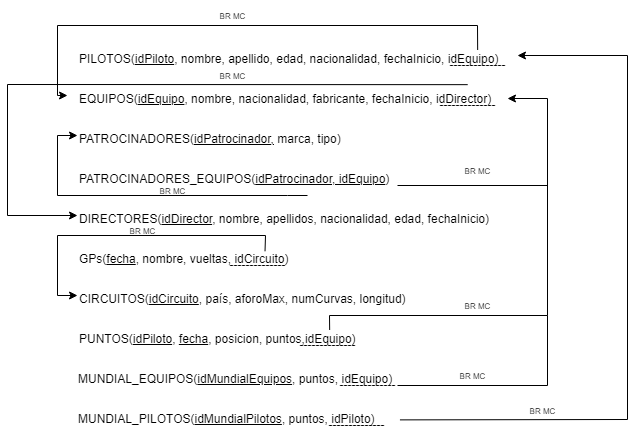 BR MC
PILOTOS(idPiloto, nombre, apellido, edad, nacionalidad, fechaInicio, idEquipo)
BR MC
EQUIPOS(idEquipo, nombre, nacionalidad, fabricante, fechaInicio, idDirector)
PATROCINADORES(idPatrocinador, marca, tipo)
BR MC
PATROCINADORES_EQUIPOS(idPatrocinador, idEquipo)
BR MC
DIRECTORES(idDirector, nombre, apellidos, nacionalidad, edad, fechaInicio)
BR MC
GPs(fecha, nombre, vueltas, idCircuito)
CIRCUITOS(idCircuito, país, aforoMax, numCurvas, longitud)
BR MC
PUNTOS(idPiloto, fecha, posicion, puntos,idEquipo)
MUNDIAL_EQUIPOS(idMundialEquipos, puntos, idEquipo)
BR MC
MUNDIAL_PILOTOS(idMundialPilotos, puntos, idPiloto)
BR MC